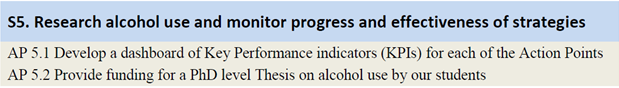 S5. Research alcohol use and monitor progress and effectiveness of strategies
AP 5.1 Develop a dashboard of Key Performance indicators (KPIs) for each of the Action Points
AP 5.2 Provide funding for a PhD level Thesis on alcohol use by our students